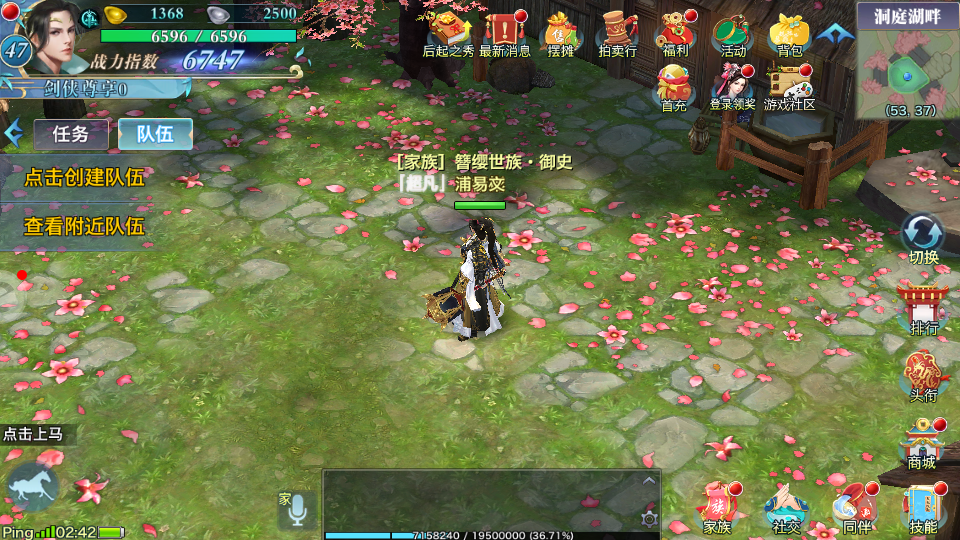 1368
2500
6596 / 6596
47
战力指数 6747
剑侠尊享0
任务
队伍
点击创建队伍
查看附近队伍
后起之秀
最新消息
摆摊
拍卖行
福利
活动
背包
首充
登录领奖
游戏社区
洞庭湖畔
(53, 37)
[家族] 簪缨世族·御史
「超凡」浦易焱
切换
排行
头衔
商城
点击上马
家
家族
社交
同伴
技能
Ping
02:42
7158240 / 19500000 (36.71%)